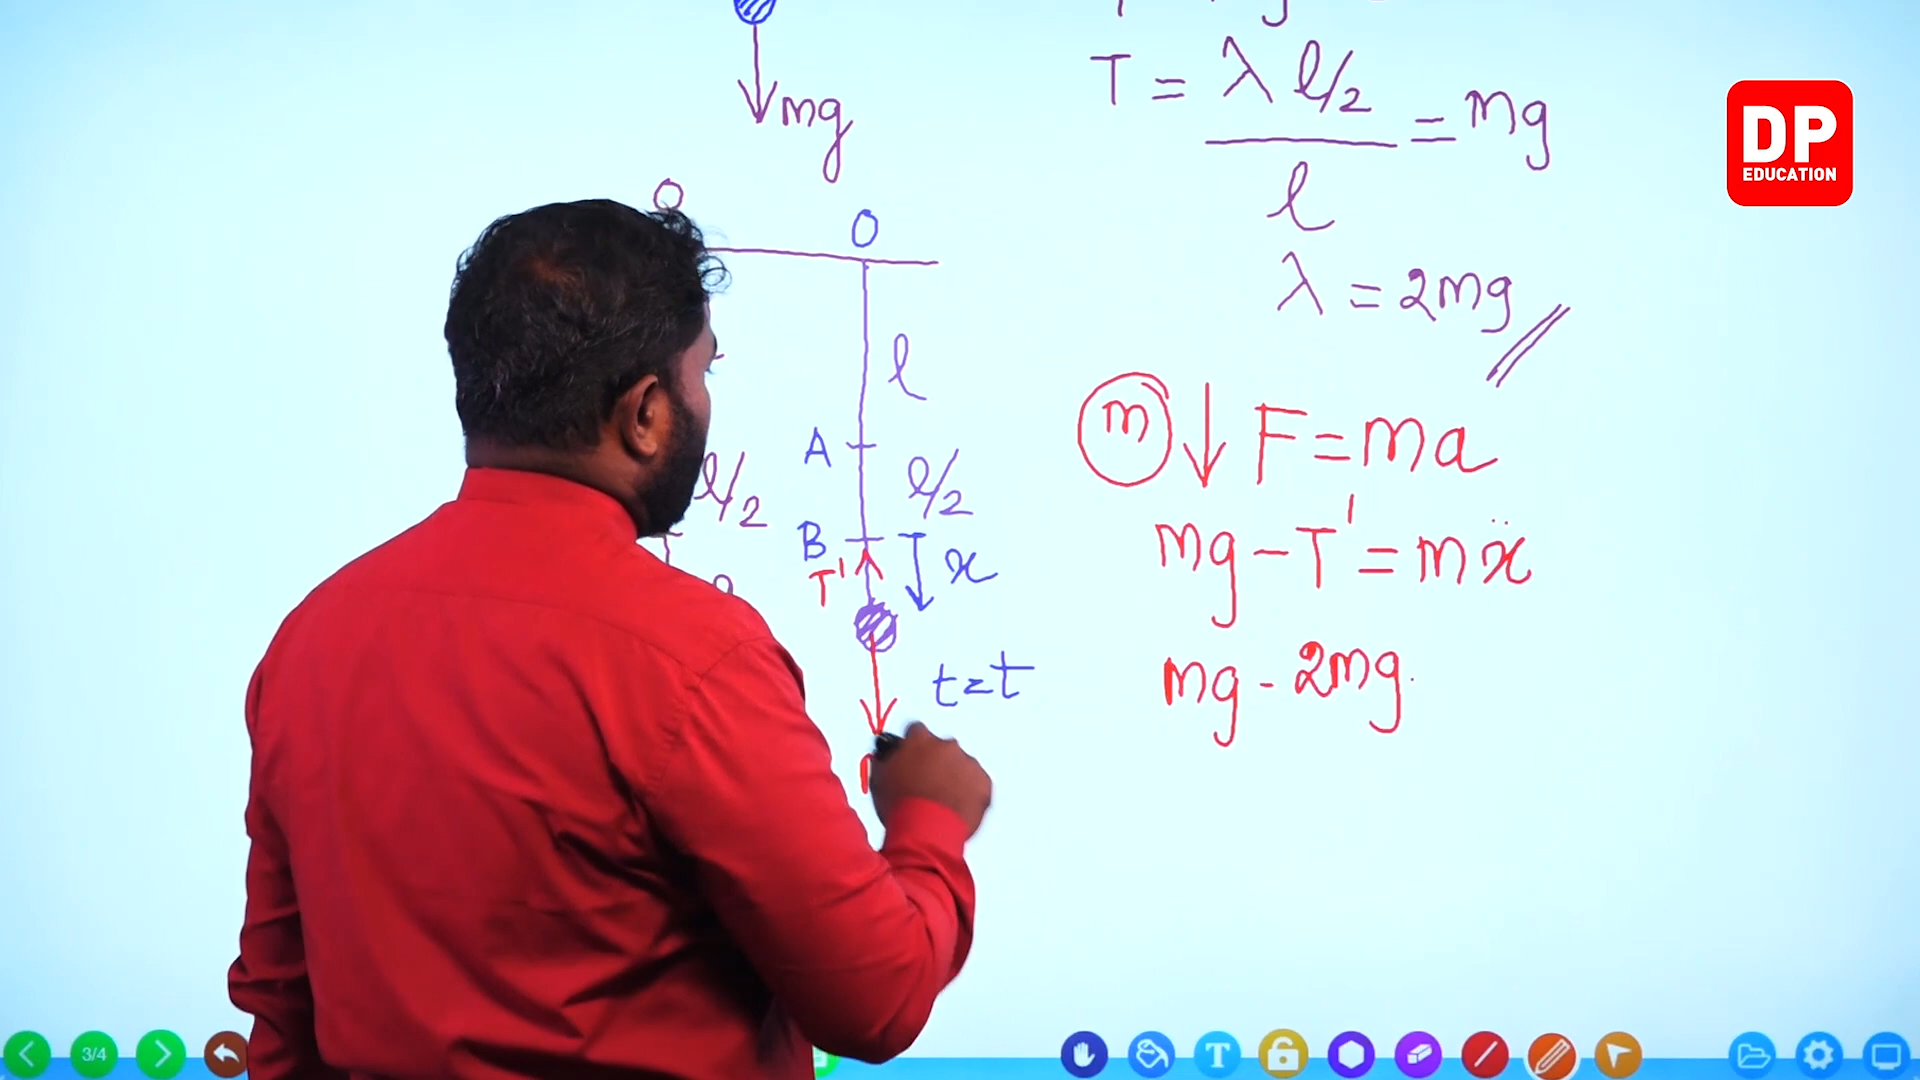 mg
T = λ l/2 / l = mg
λ = 2mg
DP
EDUCATION
O
O
l
A
l/2
l/2
B
T'
x
t=t
m ↓ F = ma
mg - T' = mẍ
mg - 2mg
3/4
T